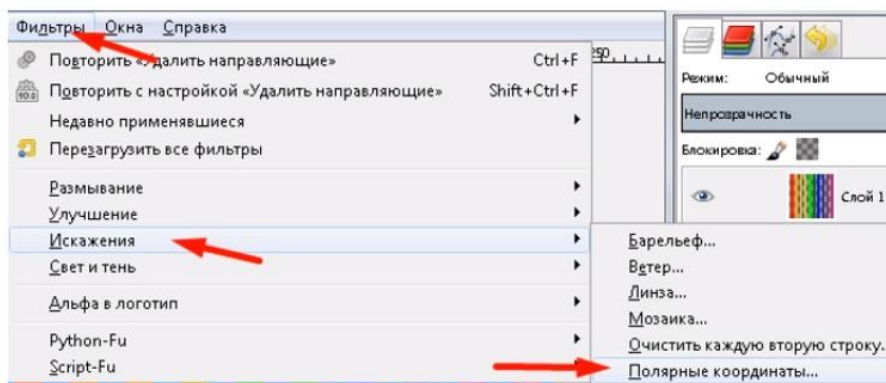 Фильтры Окна Справка
Повторить «Удалить направляющие» Ctrl+F
Повторить с настройкой «Удалить направляющие» Shift+Ctrl+F
Недавно применявшиеся
Перезагрузить все фильтры
Размывание
Улучшение
Искажения
Свет и тень
Альфа в логотип
Python-Fu
Script-Fu
Барельеф...
Ветер...
Линза...
Мозаика...
Очистить каждую вторую строку..
Полярные координаты...
250
Режим: Обычный
Непрозрачность
Блокировка:
Слой 1